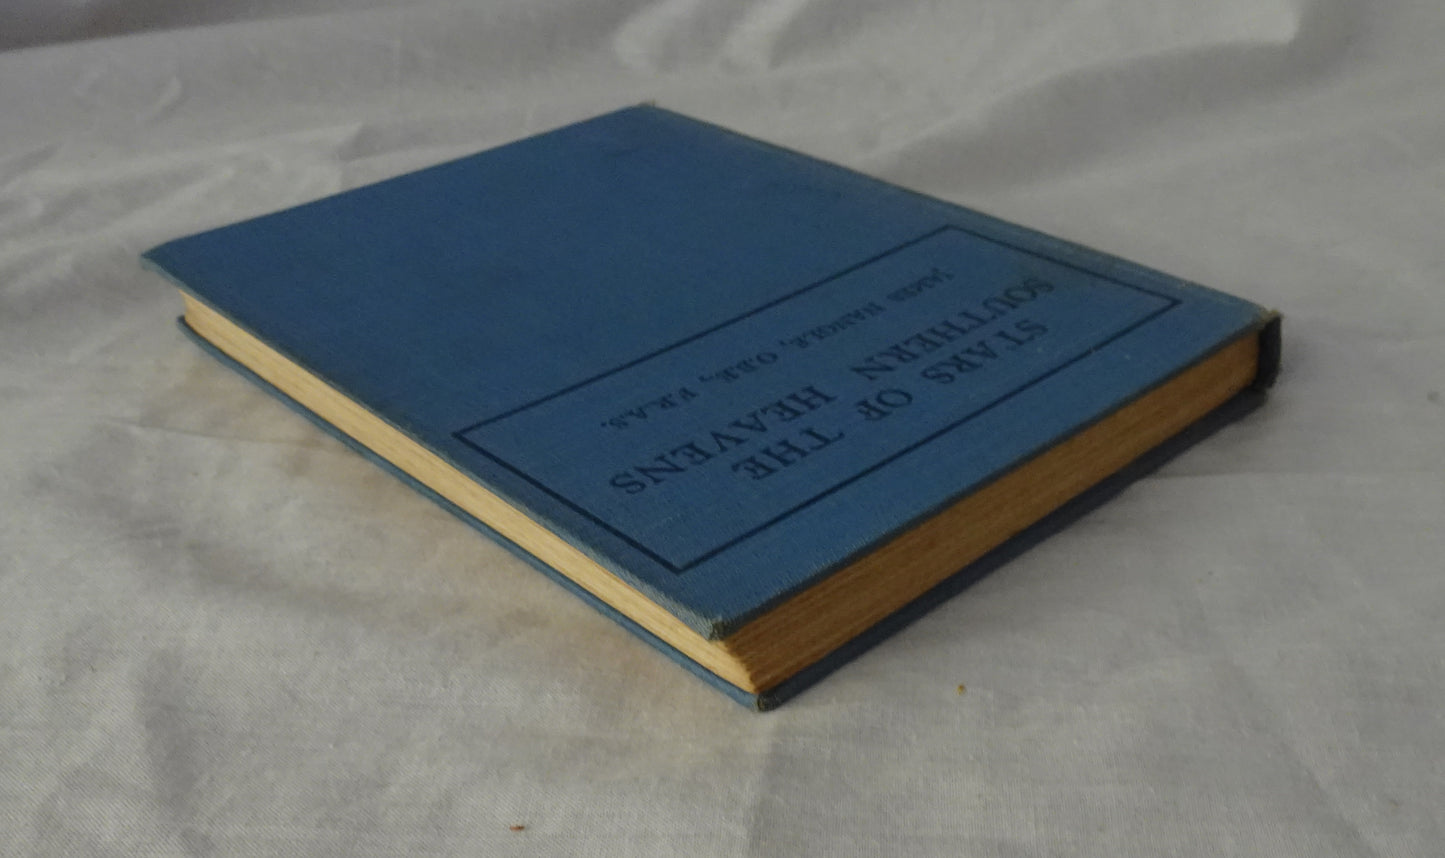 STARS OF THE
SOUTHERN HEAVENS
JAMES NANGLE, O.B.E., F.R.A.S.